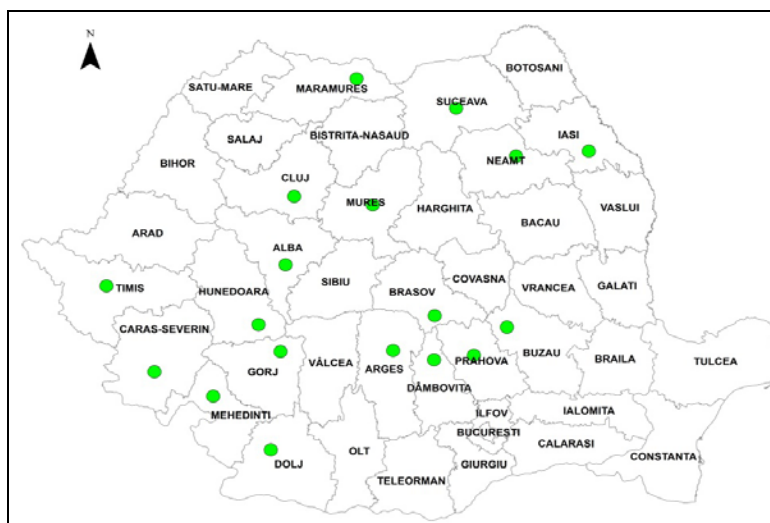 N
BOTOSANI
SATU-MARE
MARAMURES
SUCEAVA
IASI
SALAJ
BISTRITA-NASAUD
BIHOR
NEAMT
CLUJ
MURES
HARGHITA
VASLUI
BACAU
ARAD
ALBA
SIBIU
COVASNA
TIMIS
HUNEDOARA
BRASOV
VRANCEA
GALATI
CARAS-SEVERIN
VÂLCEA
PRAHOVA
BUZAU
BRAILA
TULCEA
GORJ
ARGES
DÂMBOVITA
MEHEDINTI
ILFOV
IALOMITA
BUCUREȘTI
CALARASI
OLT
CONSTANTA
DOLJ
GIURGIU
TELEORMAN